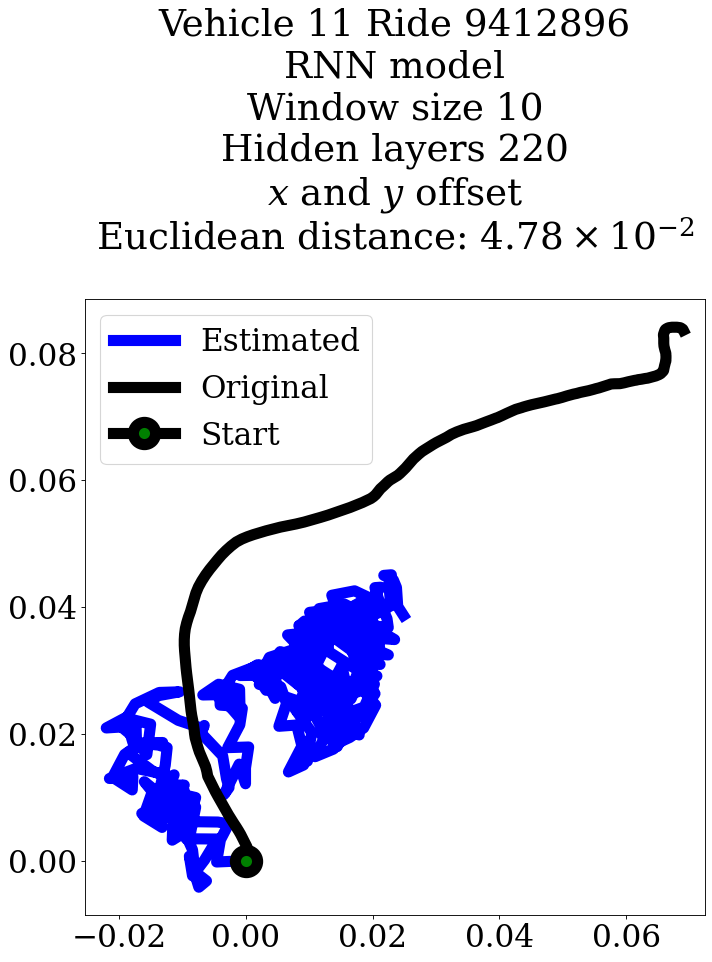 Vehicle 11 Ride 9412896
RNN model
Window size 10
Hidden layers 220
x and y offset
Euclidean distance: 4.78 × 10⁻²
Estimated
Original
Start
0.08
0.06
0.04
0.02
0.00
−0.02 0.00 0.02 0.04 0.06